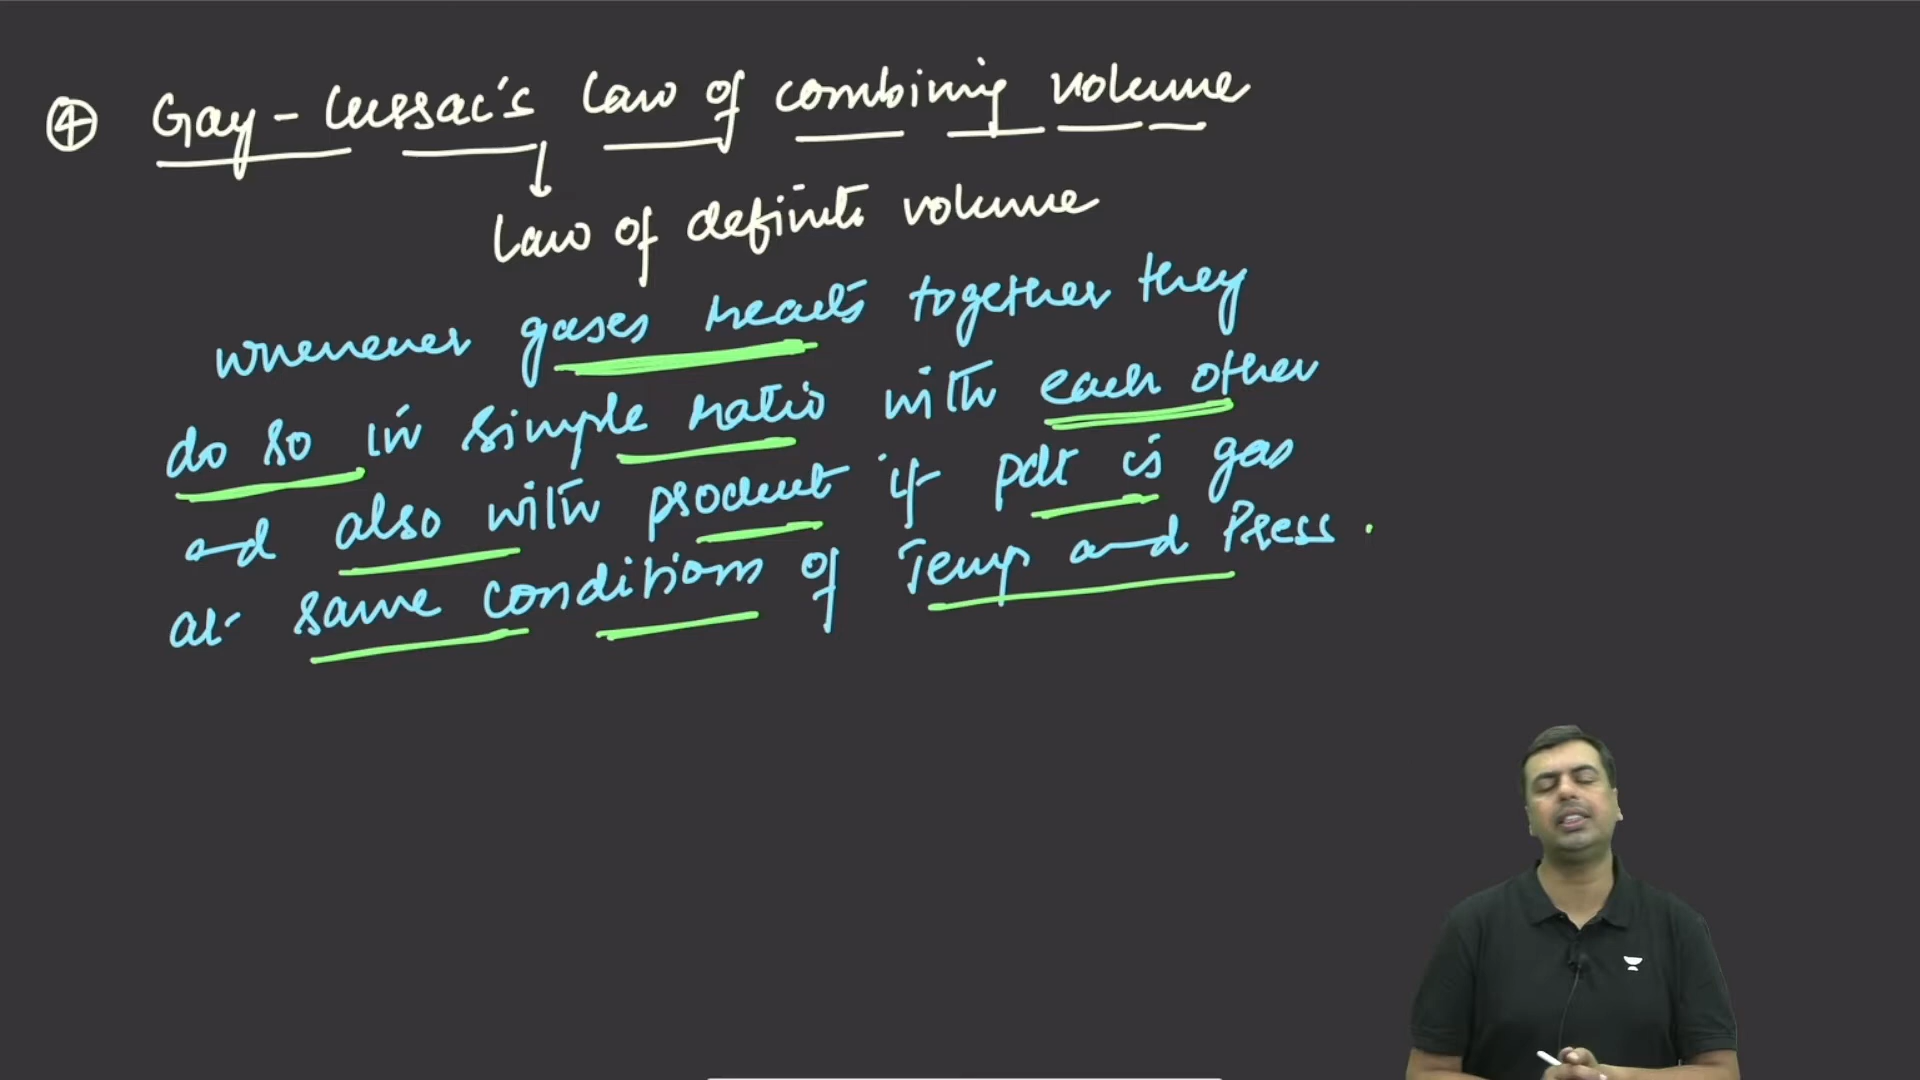 ④ Gay-Lussac's Law of combining volume
Law of definite volume
whenever gases reacts together they
do so in simple ratio with each other
and also with product if pdt is gas
at same conditions of Temp and Press.